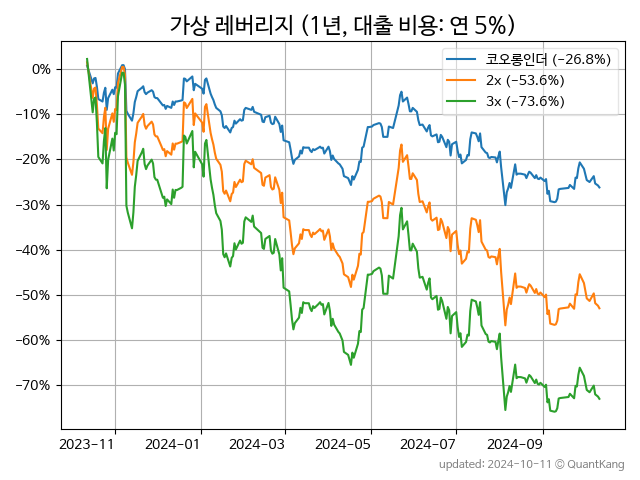 가상 레버리지 (1년, 대출 비용: 연 5%)
코오롱인더 (−26.8%)
2x (−53.6%)
3x (−73.6%)
0%
−10%
−20%
−30%
−40%
−50%
−60%
−70%
2023-11
2024-01
2024-03
2024-05
2024-07
2024-09
updated: 2024-10-11 © QuantKang